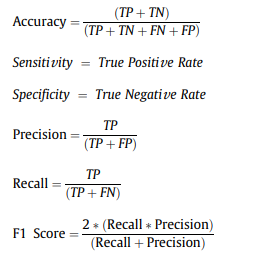 Accuracy = (TP + TN) / (TP + TN + FN + FP)
Sensitivity = True Positive Rate
Specificity = True Negative Rate
Precision = TP / (TP + FP)
Recall = TP / (TP + FN)
F1 Score = 2 * (Recall * Precision) / (Recall + Precision)